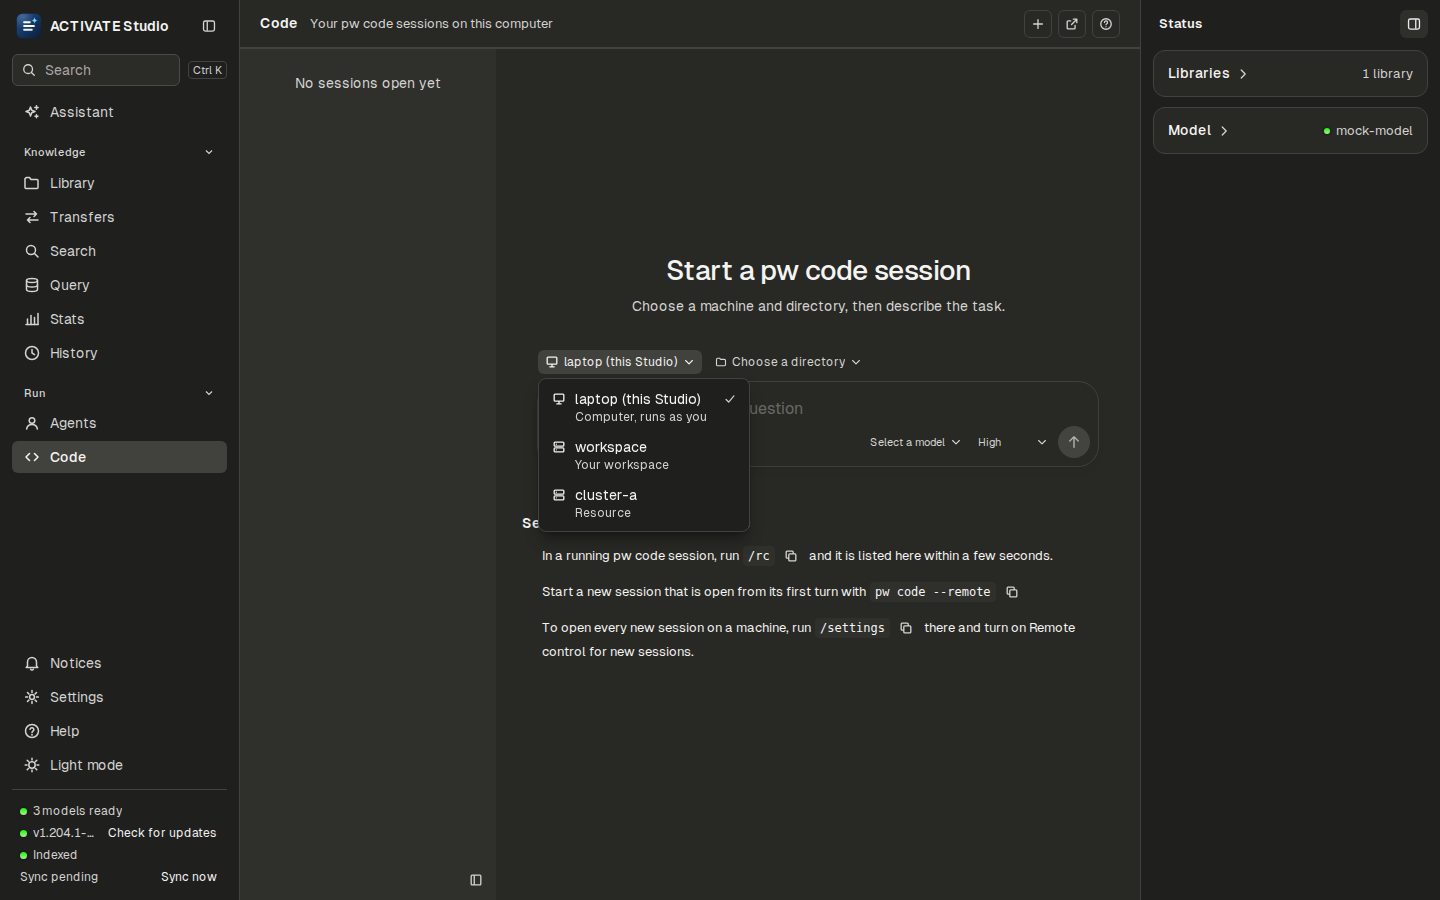 ACTIVATE Studio
Search
Ctrl K
Assistant
Knowledge
Library
Transfers
Search
Query
Stats
History
Run
Agents
Code
Notices
Settings
Help
Light mode
3 models ready
v1.204.1-... Check for updates
Indexed
Sync pending Sync now
Code Your pw code sessions on this computer
No sessions open yet
Start a pw code session
Choose a machine and directory, then describe the task.
laptop (this Studio) Choose a directory
laptop (this Studio)
Computer, runs as you
workspace
Your workspace
cluster-a
Resource
Select a model High
In a running pw code session, run /rc and it is listed here within a few seconds.
Start a new session that is open from its first turn with pw code --remote
To open every new session on a machine, run /settings there and turn on Remote
control for new sessions.
Status
Libraries 1 library
Model mock-model